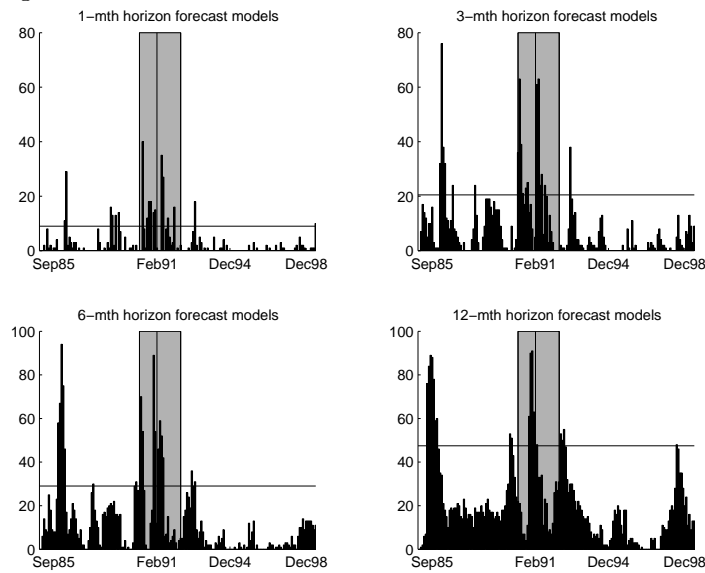 1−mth horizon forecast models
80
60
40
20
0
Sep85 Feb91 Dec94 Dec98
3−mth horizon forecast models
80
60
40
20
0
Sep85 Feb91 Dec94 Dec98
6−mth horizon forecast models
100
80
60
40
20
0
Sep85 Feb91 Dec94 Dec98
12−mth horizon forecast models
100
80
60
40
20
0
Sep85 Feb91 Dec94 Dec98